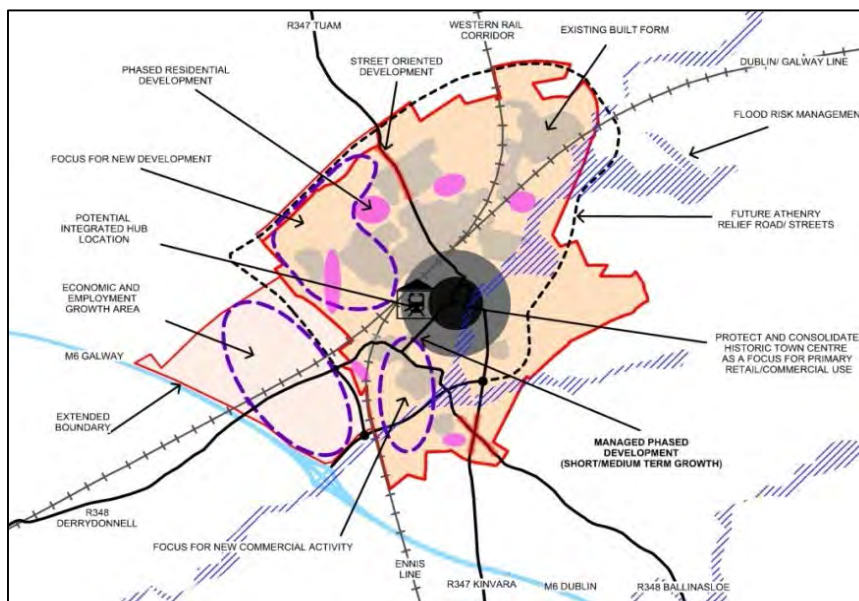 R347 TUAM
WESTERN RAIL
CORRIDOR
EXISTING BUILT FORM
PHASED RESIDENTIAL
DEVELOPMENT
STREET ORIENTED
DEVELOPMENT
DUBLIN/ GALWAY LINE
FLOOD RISK MANAGEMENT
FOCUS FOR NEW DEVELOPMENT
POTENTIAL
INTEGRATED HUB
LOCATION
FUTURE ATHENRY
RELIEF ROAD/ STREETS
ECONOMIC AND
EMPLOYMENT
GROWTH AREA
PROTECT AND CONSOLIDATE
HISTORIC TOWN CENTRE
AS A FOCUS FOR PRIMARY
RETAIL/COMMERCIAL USE
M6 GALWAY
EXTENDED
BOUNDARY
MANAGED PHASED
DEVELOPMENT
(SHORT/MEDIUM TERM GROWTH)
R348
DERRYDONNELL
FOCUS FOR NEW COMMERCIAL ACTIVITY
ENNIS
LINE
R347 KINVARA
M6 DUBLIN
R348 BALLINASLOE